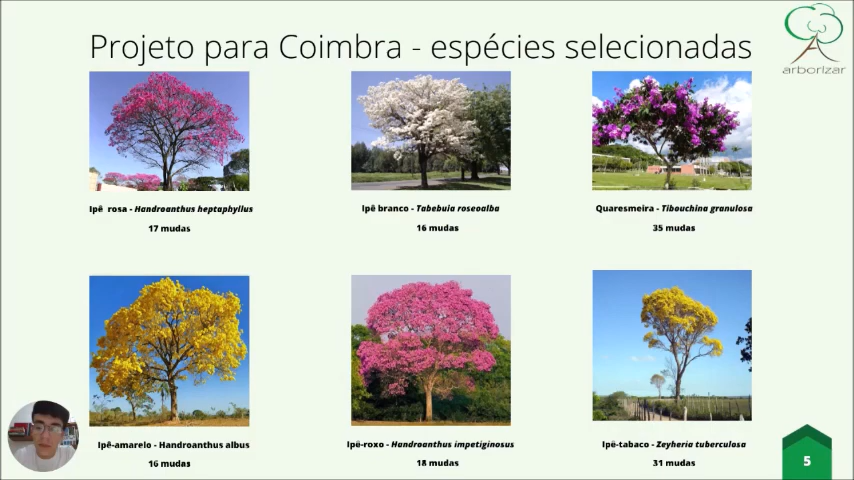 Projeto para Coimbra - espécies selecionadas
arborizar
Ipê rosa - Handroanthus heptaphyllus
17 mudas
Ipê branco - Tabebuia roseoalba
16 mudas
Quaresmeira - Tibouchina granulosa
35 mudas
Ipê-amarelo - Handroanthus albus
16 mudas
Ipê-roxo - Handroanthus impetiginosus
18 mudas
Ipê-tabaco - Zeyheria tuberculosa
31 mudas
5